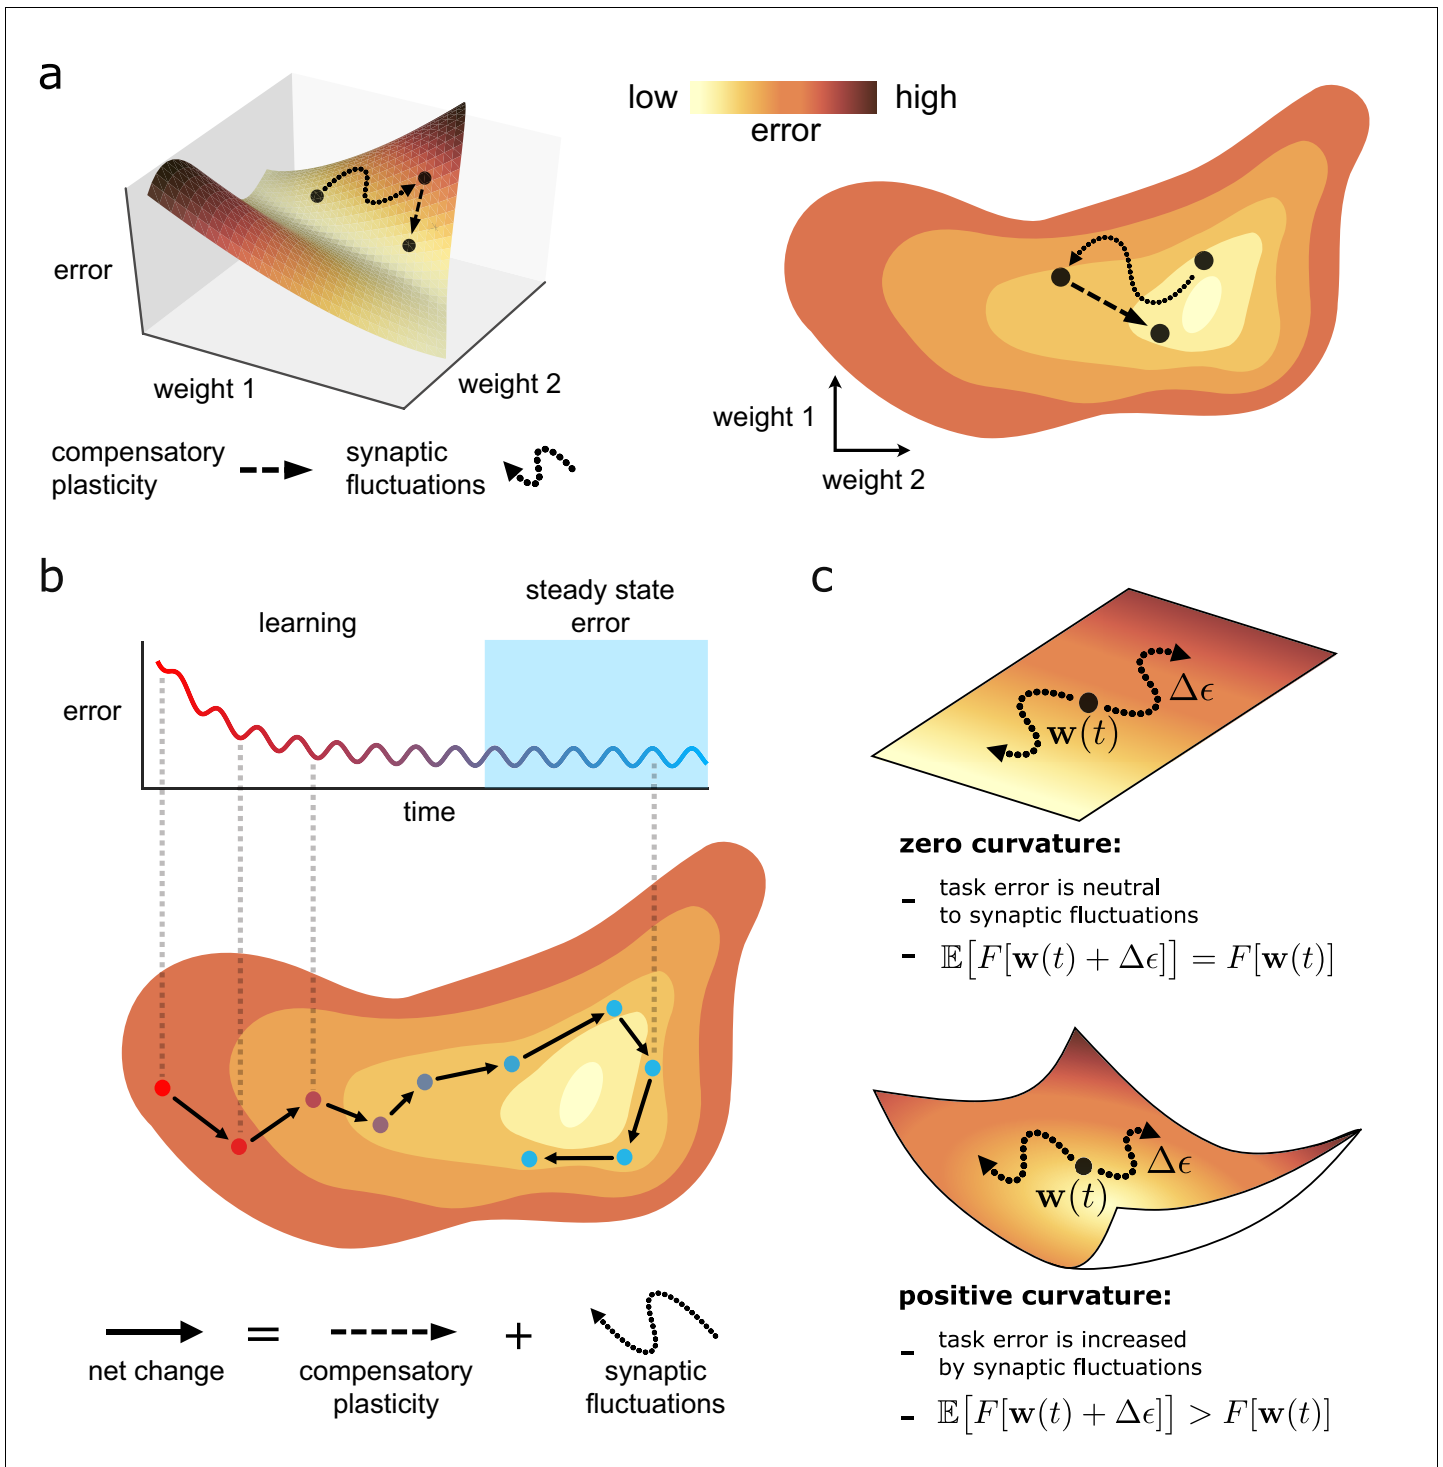 a
low
high
error
error
weight 1
weight 2
compensatory
plasticity
synaptic
fluctuations
weight 1
weight 2
b
learning
steady state
error
error
time
net change
=
compensatory
plasticity
+
synaptic
fluctuations
c
Δϵ
w(t)
zero curvature:
- task error is neutral
to synaptic fluctuations
- 𝔼[F[w(t) + Δϵ]] = F[w(t)]
Δϵ
w(t)
positive curvature:
- task error is increased
by synaptic fluctuations
- 𝔼[F[w(t) + Δϵ]] > F[w(t)]